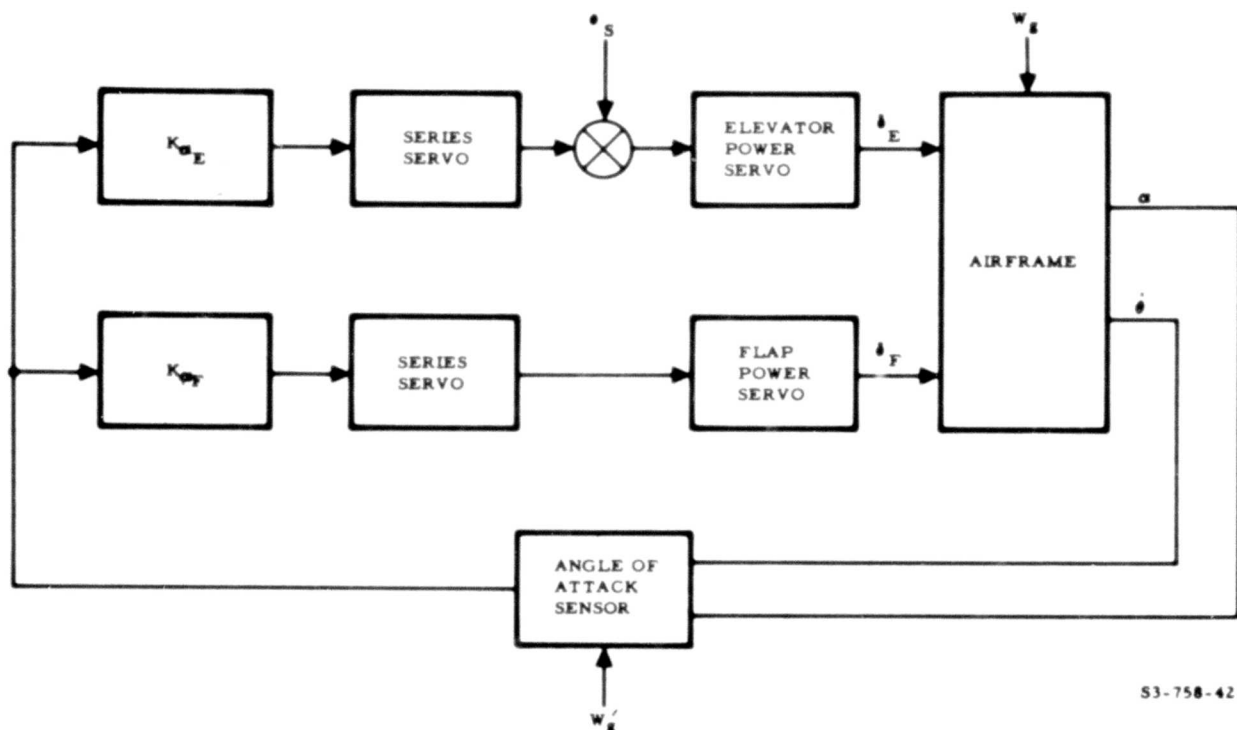 •S
Wg
KαE
SERIES
SERVO
ELEVATOR
POWER
SERVO
δE
AIRFRAME
α
θ̇
KαF
SERIES
SERVO
FLAP
POWER
SERVO
δF
ANGLE OF
ATTACK
SENSOR
Wg′
S3-758-42